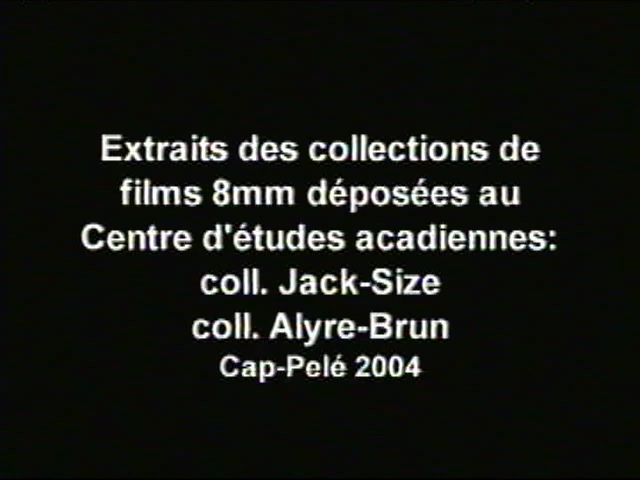 Extraits des collections de
films 8mm déposées au
Centre d'études acadiennes:
coll. Jack-Size
coll. Alyre-Brun
Cap-Pelé 2004